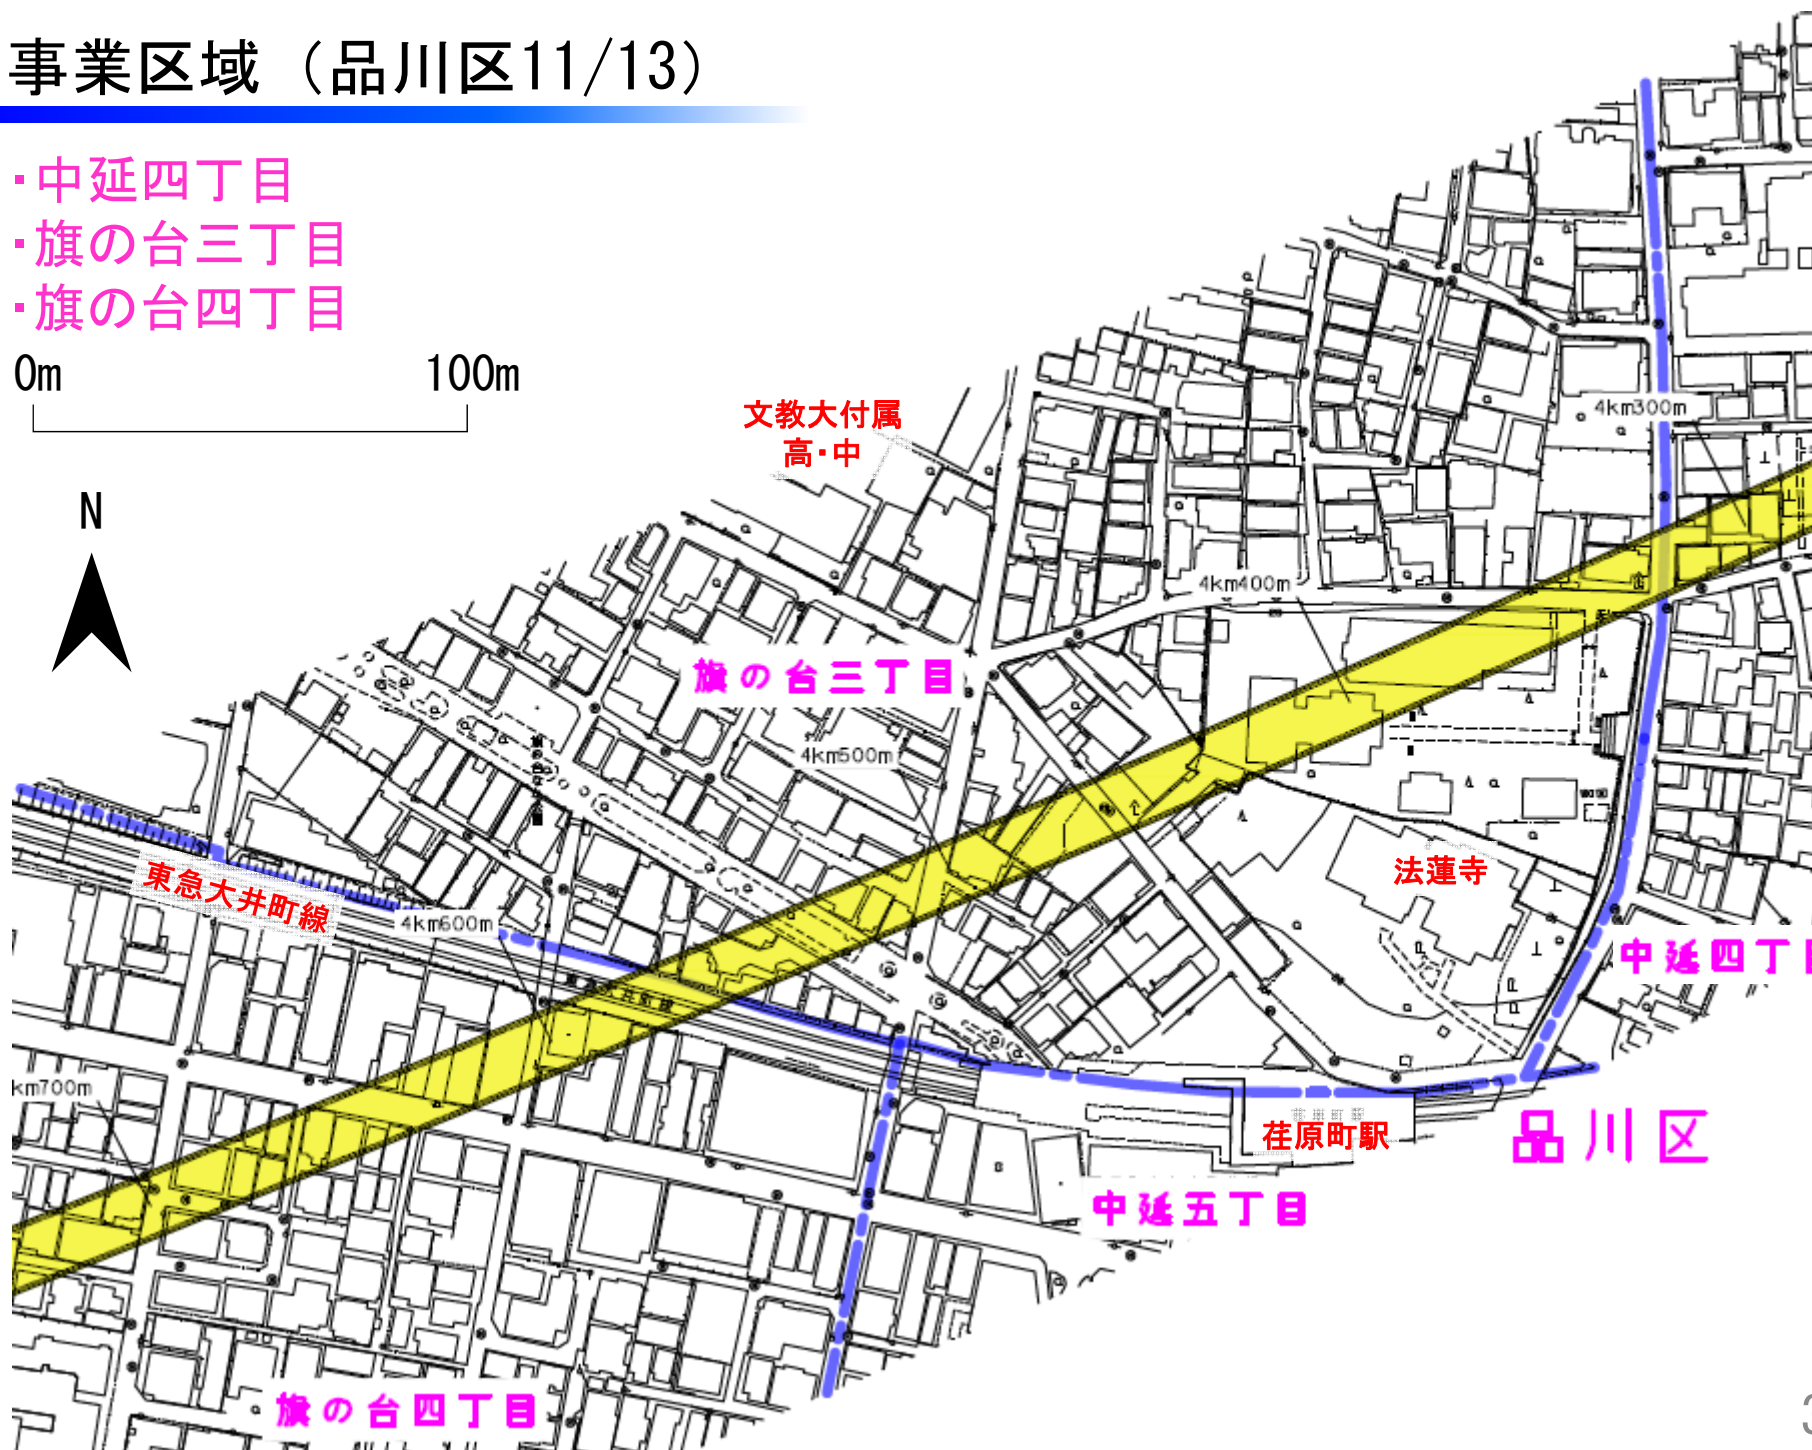 事業区域（品川区11/13）
・中延四丁目
・旗の台三丁目
・旗の台四丁目
0m 100m
N
文教大付属
高・中
4km300m
4km400m
旗の台三丁目
4km500m
東急大井町線
4km600m
法蓮寺
中延四丁目
km700m
荏原町駅
品川区
中延五丁目
旗の台四丁目